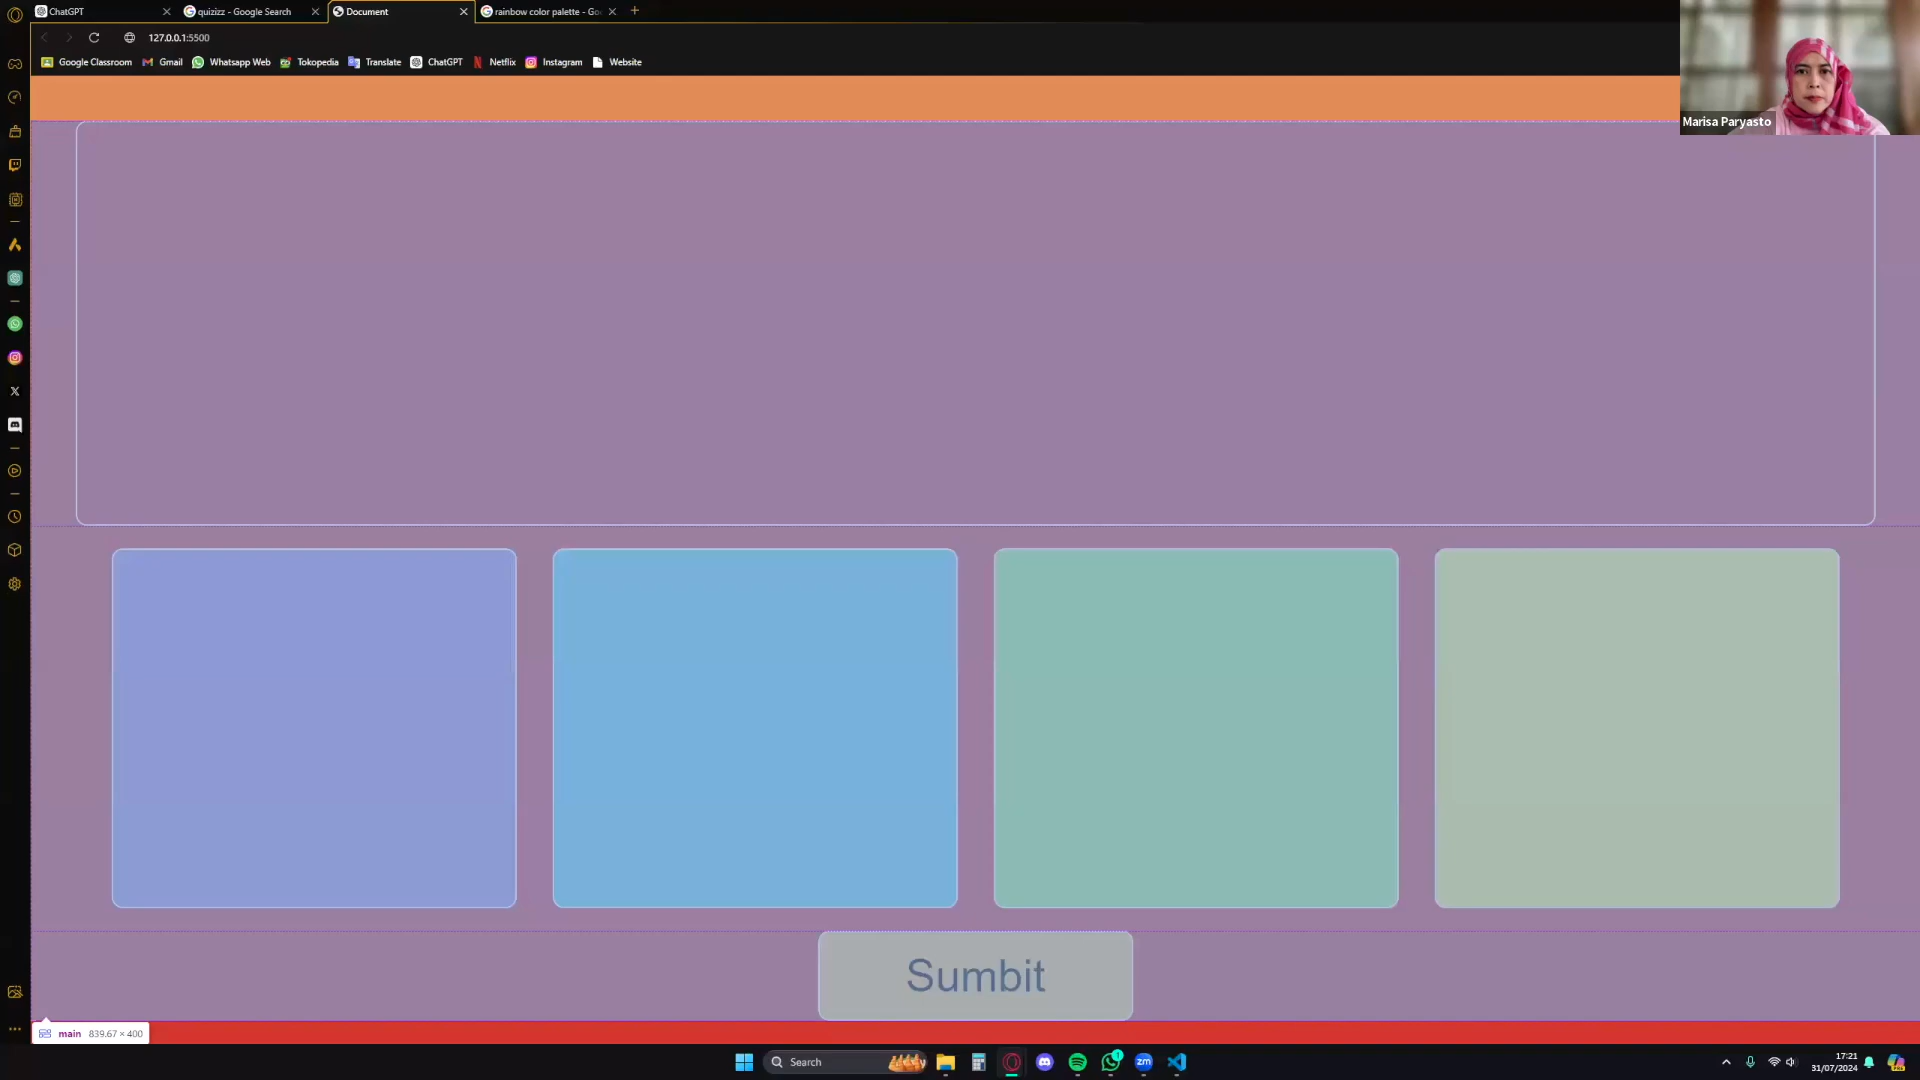 ChatGPT
quizizz - Google Search
Document
rainbow color palette - Go
127.0.0.1:5500
Google Classroom
Gmail
Whatsapp Web
Tokopedia
Translate
ChatGPT
Netflix
Instagram
Website
Marisa Paryasto
Sumbit
main 839.67 × 400
Search
1
zm
17:21
31/07/2024